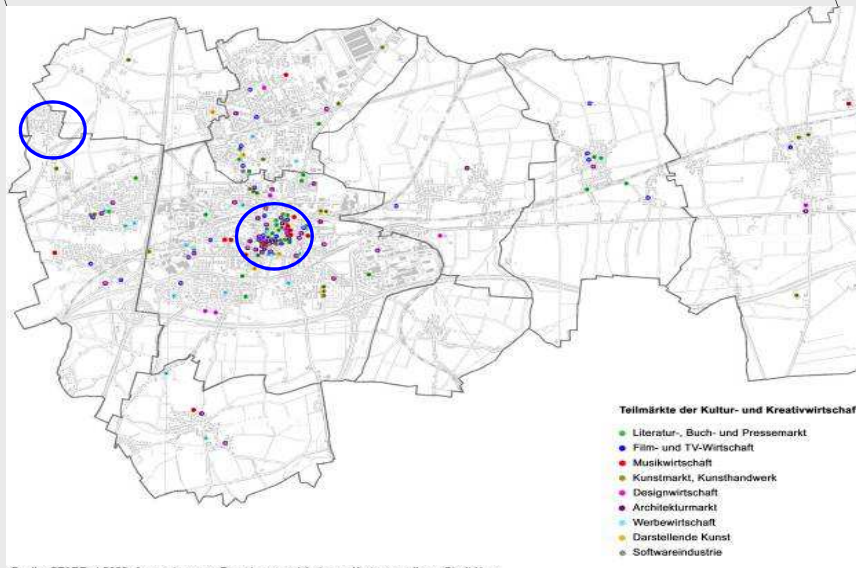 Teilmärkte der Kultur- und Kreativwirtschaf
Literatur-, Buch- und Pressemarkt
Film- und TV-Wirtschaft
Musikwirtschaft
Kunstmarkt, Kunsthandwerk
Designwirtschaft
Architekturmarkt
Werbewirtschaft
Darstellende Kunst
Softwareindustrie